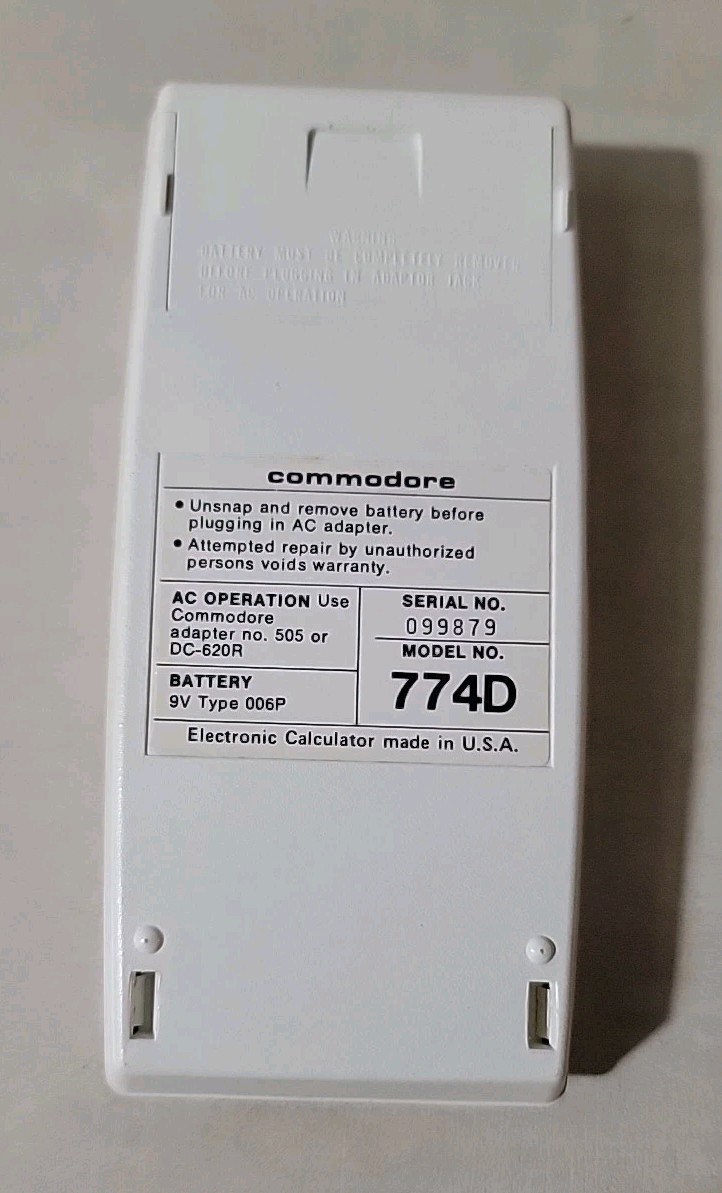 WARNING
BATTERY MUST BE COMPLETELY REMOVED
BEFORE PLUGGING IN ADAPTOR JACK
FOR AC OPERATION
commodore
• Unsnap and remove battery before
plugging in AC adapter.
• Attempted repair by unauthorized
persons voids warranty.
AC OPERATION Use
Commodore
adapter no. 505 or
DC-620R
BATTERY
9V Type 006P
SERIAL NO.
099879
MODEL NO.
774D
Electronic Calculator made in U.S.A.